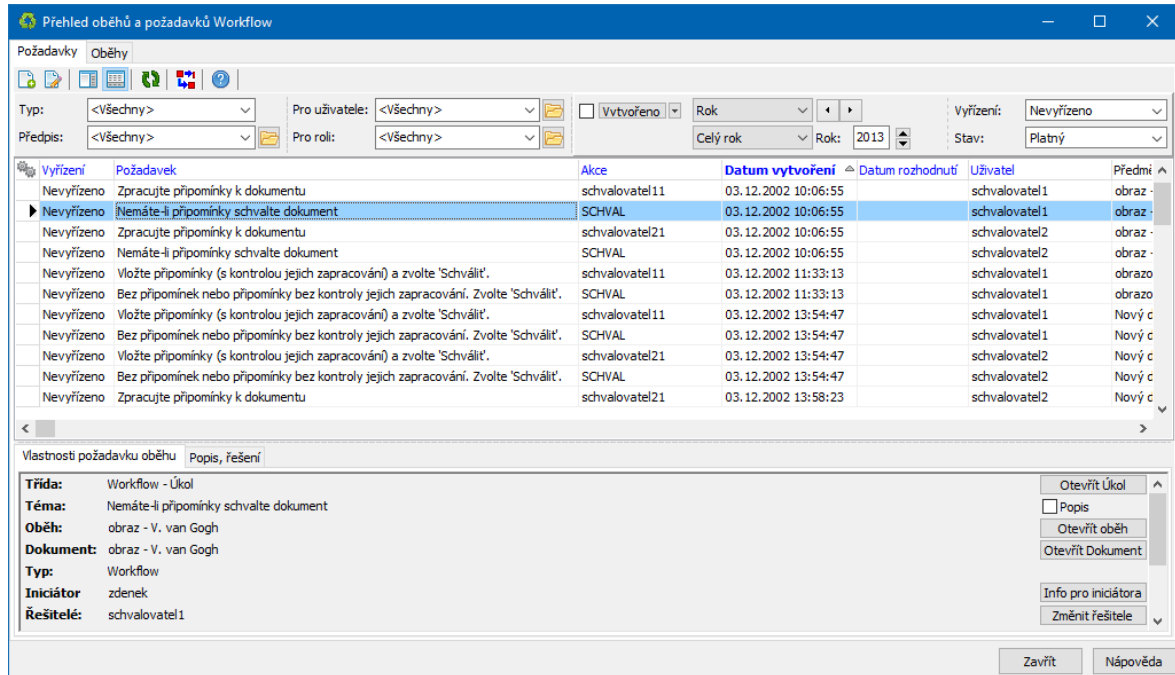 Přehled oběhů a požadavků Workflow
Požadavky Oběhy
Typ: <Všechny> Pro uživatele: <Všechny> Vytvořeno Rok Vyřízení: Nevyřízeno
Předpis: <Všechny> Pro roli: <Všechny> Celý rok Rok: 2013 Stav: Platný
Vyřízení Požadavek Akce Datum vytvoření Datum rozhodnutí Uživatel Předmě
Nevyřízeno Zpracujte připomínky k dokumentu schvalovatel11 03.12.2002 10:06:55 schvalovatel1 obraz -
Nevyřízeno Nemáte-li připomínky schvalte dokument SCHVAL 03.12.2002 10:06:55 schvalovatel1 obraz -
Nevyřízeno Zpracujte připomínky k dokumentu schvalovatel21 03.12.2002 10:06:55 schvalovatel2 obraz -
Nevyřízeno Nemáte-li připomínky schvalte dokument SCHVAL 03.12.2002 10:06:55 schvalovatel2 obraz -
Nevyřízeno Vložte připomínky (s kontrolou jejich zapracování) a zvolte 'Schválit'. schvalovatel11 03.12.2002 11:33:13 schvalovatel1 obrazo
Nevyřízeno Bez připomínek nebo připomínky bez kontroly jejich zapracování. Zvolte 'Schválit'. SCHVAL 03.12.2002 11:33:13 schvalovatel1 obrazo
Nevyřízeno Vložte připomínky (s kontrolou jejich zapracování) a zvolte 'Schválit'. schvalovatel11 03.12.2002 13:54:47 schvalovatel1 Nový d
Nevyřízeno Bez připomínek nebo připomínky bez kontroly jejich zapracování. Zvolte 'Schválit'. SCHVAL 03.12.2002 13:54:47 schvalovatel1 Nový d
Nevyřízeno Vložte připomínky (s kontrolou jejich zapracování) a zvolte 'Schválit'. schvalovatel21 03.12.2002 13:54:47 schvalovatel2 Nový d
Nevyřízeno Bez připomínek nebo připomínky bez kontroly jejich zapracování. Zvolte 'Schválit'. SCHVAL 03.12.2002 13:54:47 schvalovatel2 Nový d
Nevyřízeno Zpracujte připomínky k dokumentu schvalovatel21 03.12.2002 13:58:23 schvalovatel2 Nový d
Vlastnosti požadavku oběhu Popis, řešení
Třída: Workflow - Úkol Otevřít Úkol
Téma: Nemáte-li připomínky schvalte dokument Popis
Oběh: obraz - V. van Gogh Otevřít oběh
Dokument: obraz - V. van Gogh Otevřít Dokument
Typ: Workflow
Iniciátor zdenek Info pro iniciátora
Řešitelé: schvalovatel1 Změnit řešitele
Zavřít Nápověda